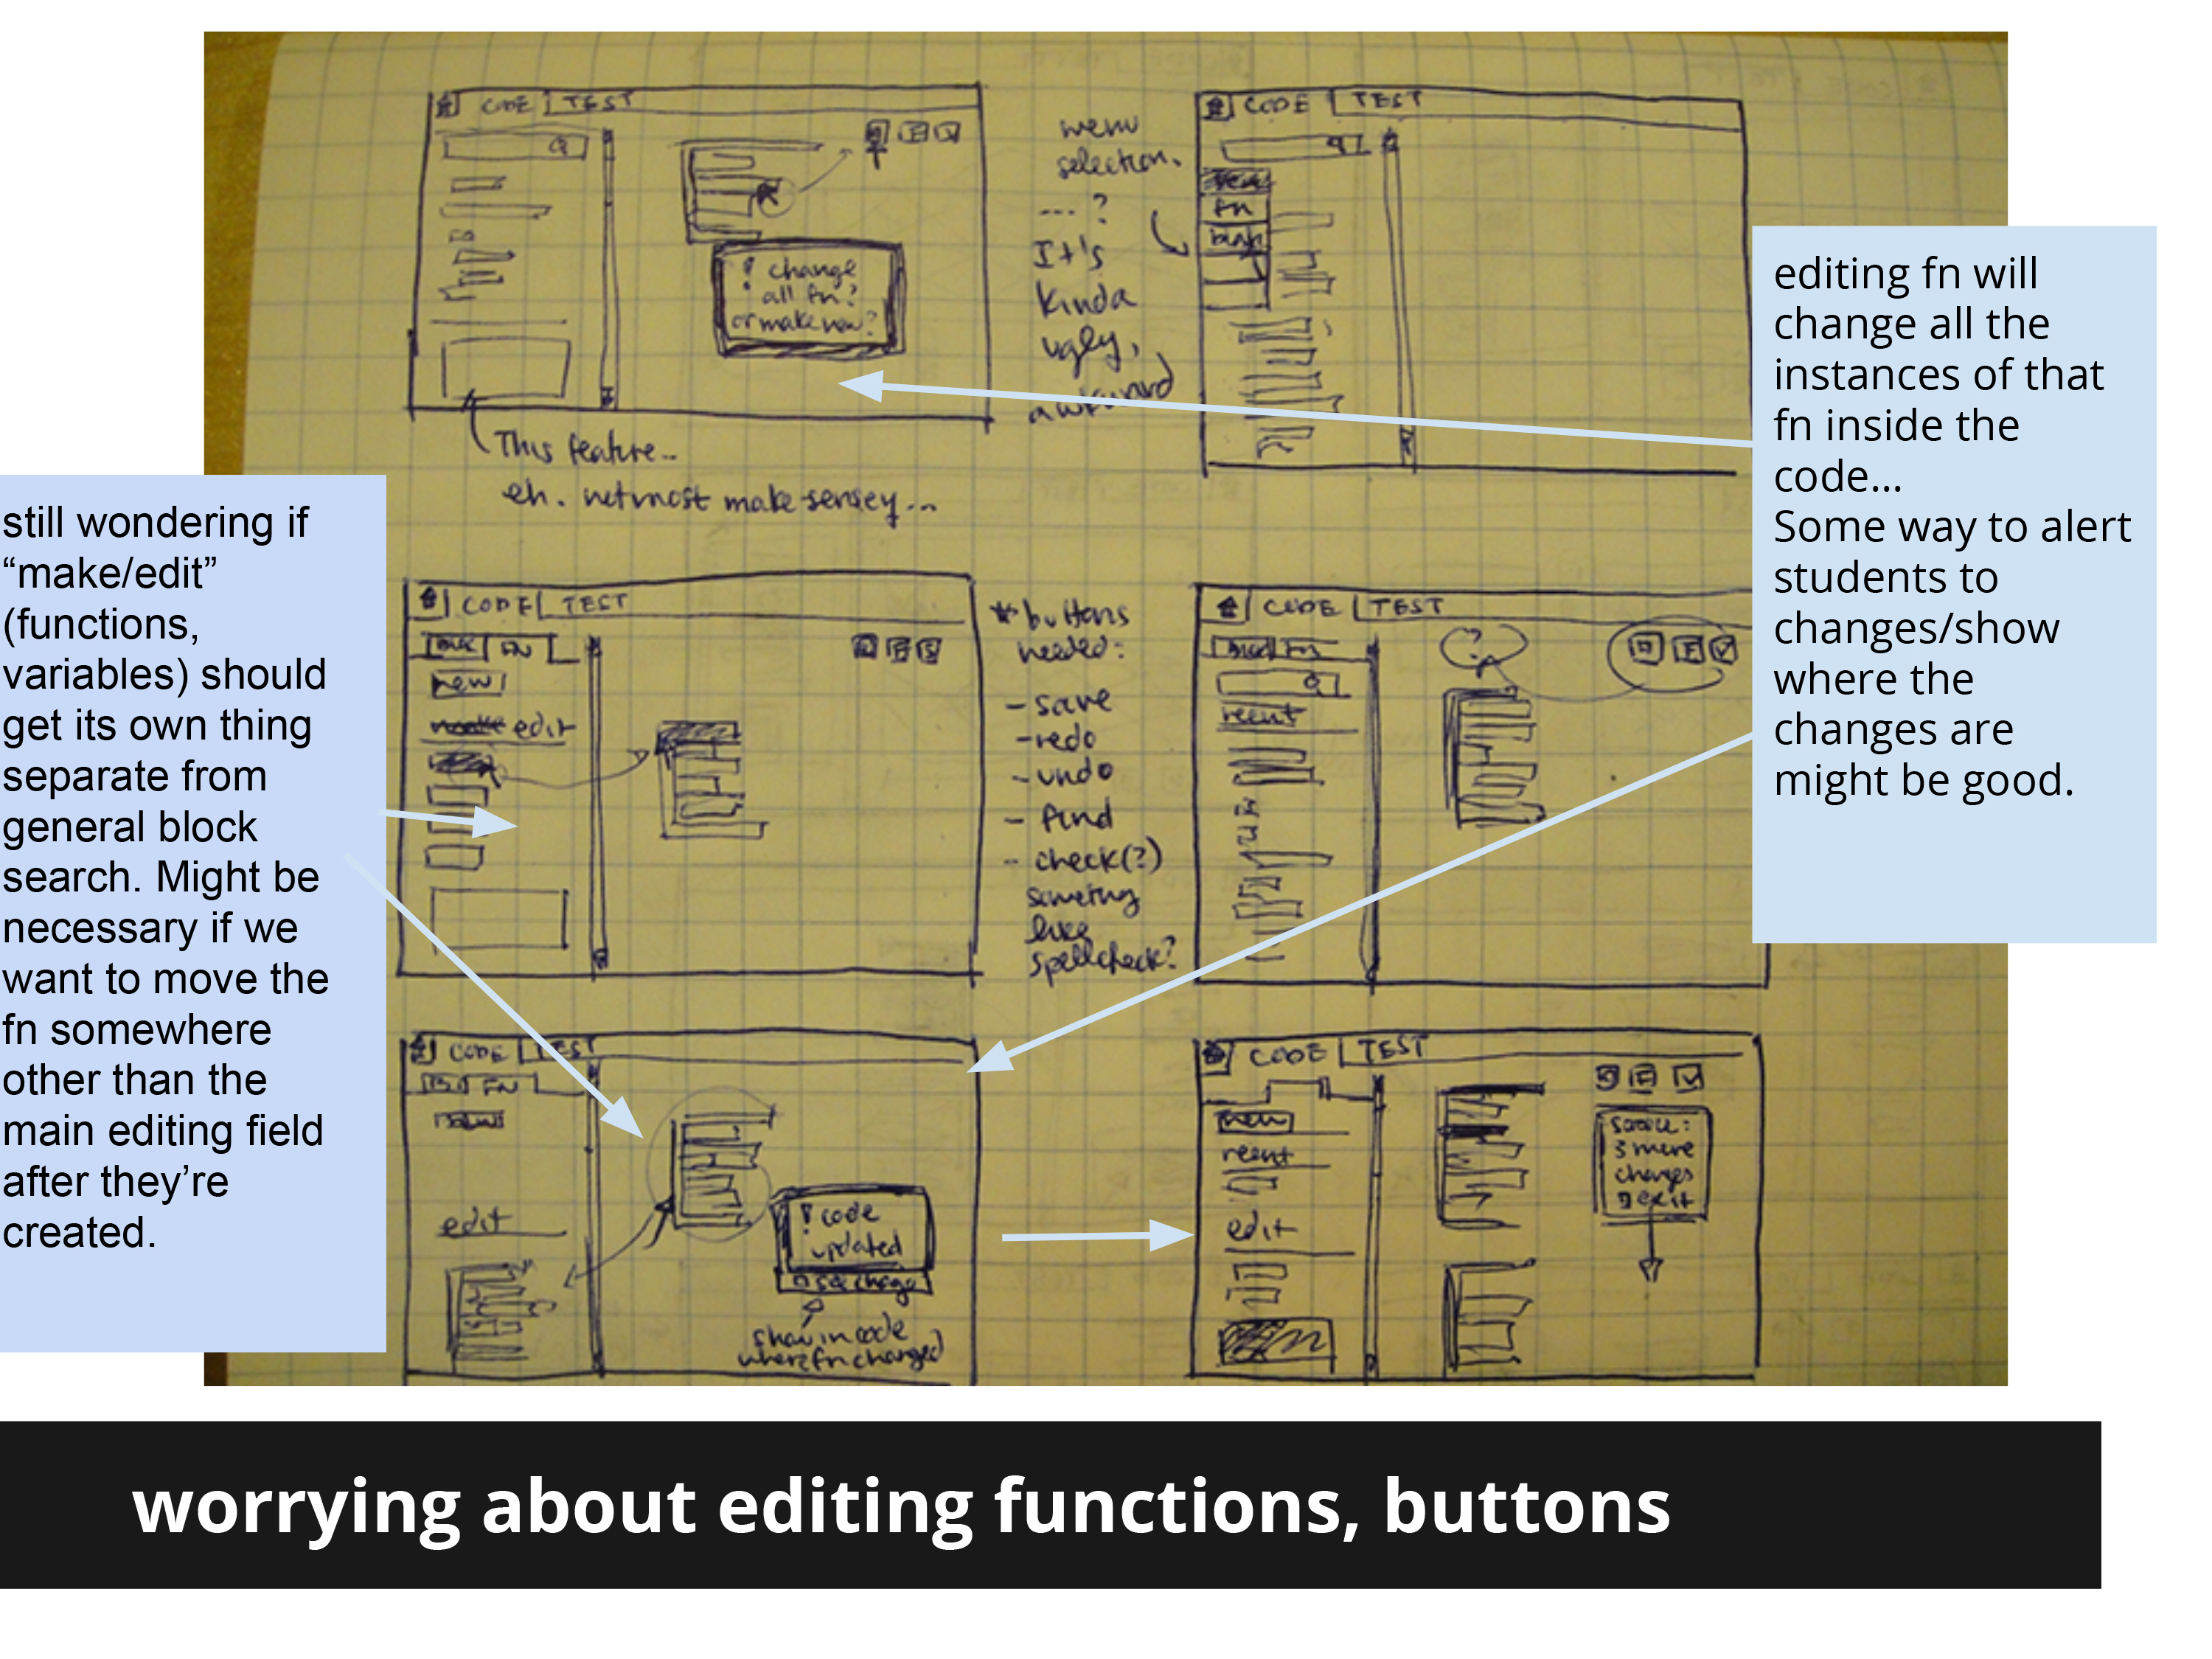 CODE | TEST
! change
all fn?
or make new?
This feature...
eh. not most make-sensey...
menu
selection.
... ?
It's
kinda
ugly,
awkward
CODE | TEST
fn
editing fn will
change all the
instances of that
fn inside the
code...
Some way to alert
students to
changes/show
where the
changes are
might be good.
still wondering if
“make/edit”
(functions,
variables) should
get its own thing
separate from
general block
search. Might be
necessary if we
want to move the
fn somewhere
other than the
main editing field
after they’re
created.
CODE | TEST
FN
new
edit
* buttons
needed:
- save
- redo
- undo
- find
- check(?)
something
like
spellcheck?
CODE | TEST
recent
?
CODE | TEST
FN
edit
! code
updated
see change
show in code
where fn changed
CODE | TEST
new
recent
edit
3 more
changes
exit
worrying about editing functions, buttons